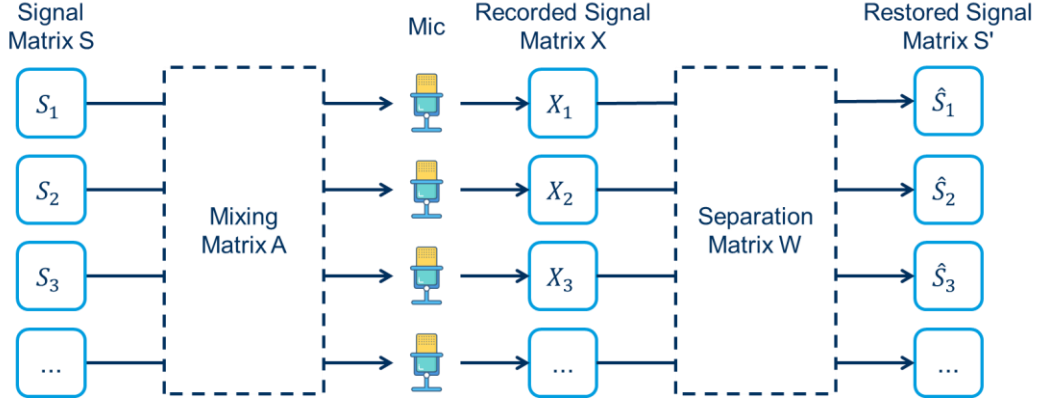 Signal
Matrix S
Mic
Recorded Signal
Matrix X
Restored Signal
Matrix S'
S₁
X₁
Ŝ₁
S₂
X₂
Ŝ₂
Mixing
Matrix A
Separation
Matrix W
S₃
X₃
Ŝ₃
...
...
...